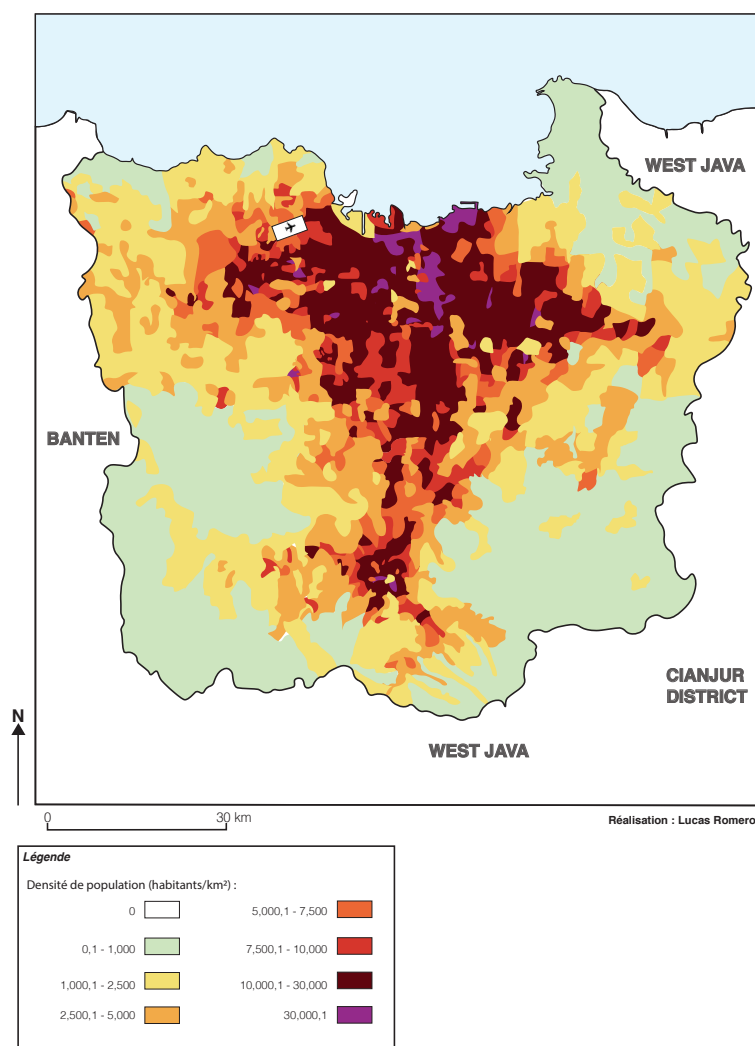 WEST JAVA
BANTEN
CIANJUR
DISTRICT
N
WEST JAVA
0 30 km
Réalisation : Lucas Romero
Légende
Densité de population (habitants/km²) :
0
0,1 - 1,000
1,000,1 - 2,500
2,500,1 - 5,000
5,000,1 - 7,500
7,500,1 - 10,000
10,000,1 - 30,000
30,000,1